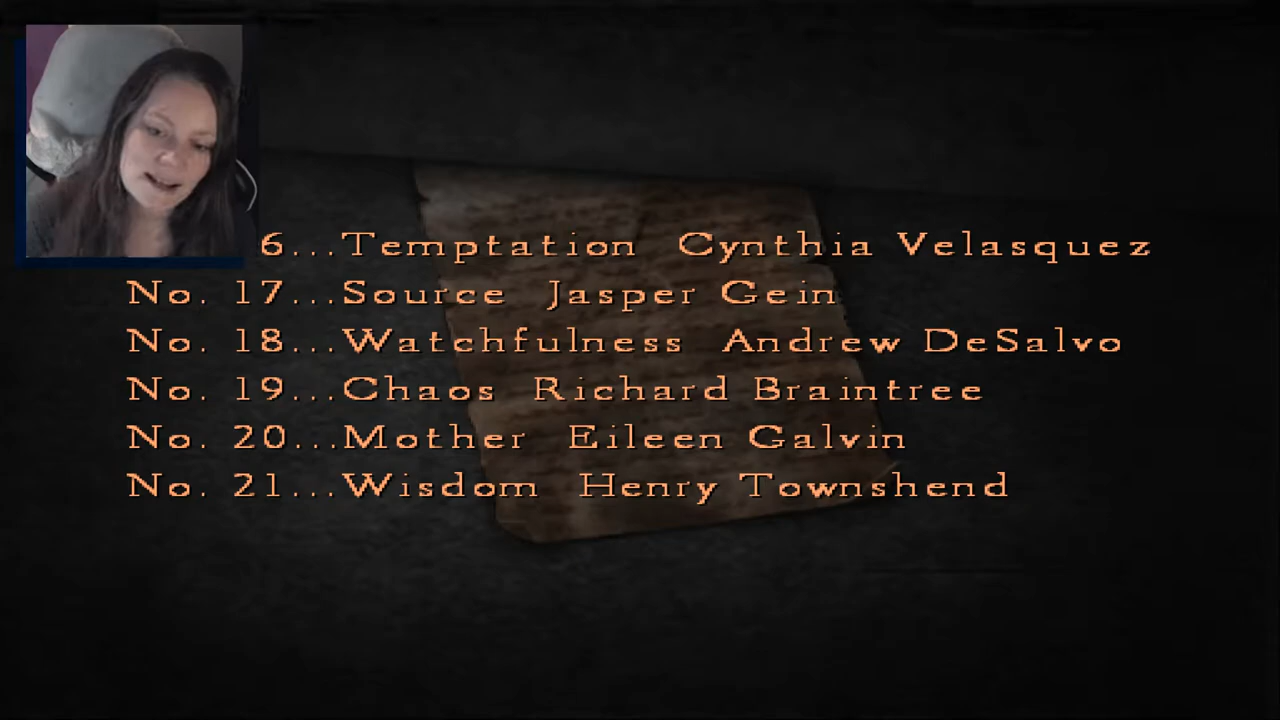 6...Temptation Cynthia Velasquez
No. 17...Source Jasper Gein
No. 18...Watchfulness Andrew DeSalvo
No. 19...Chaos Richard Braintree
No. 20...Mother Eileen Galvin
No. 21...Wisdom Henry Townshend